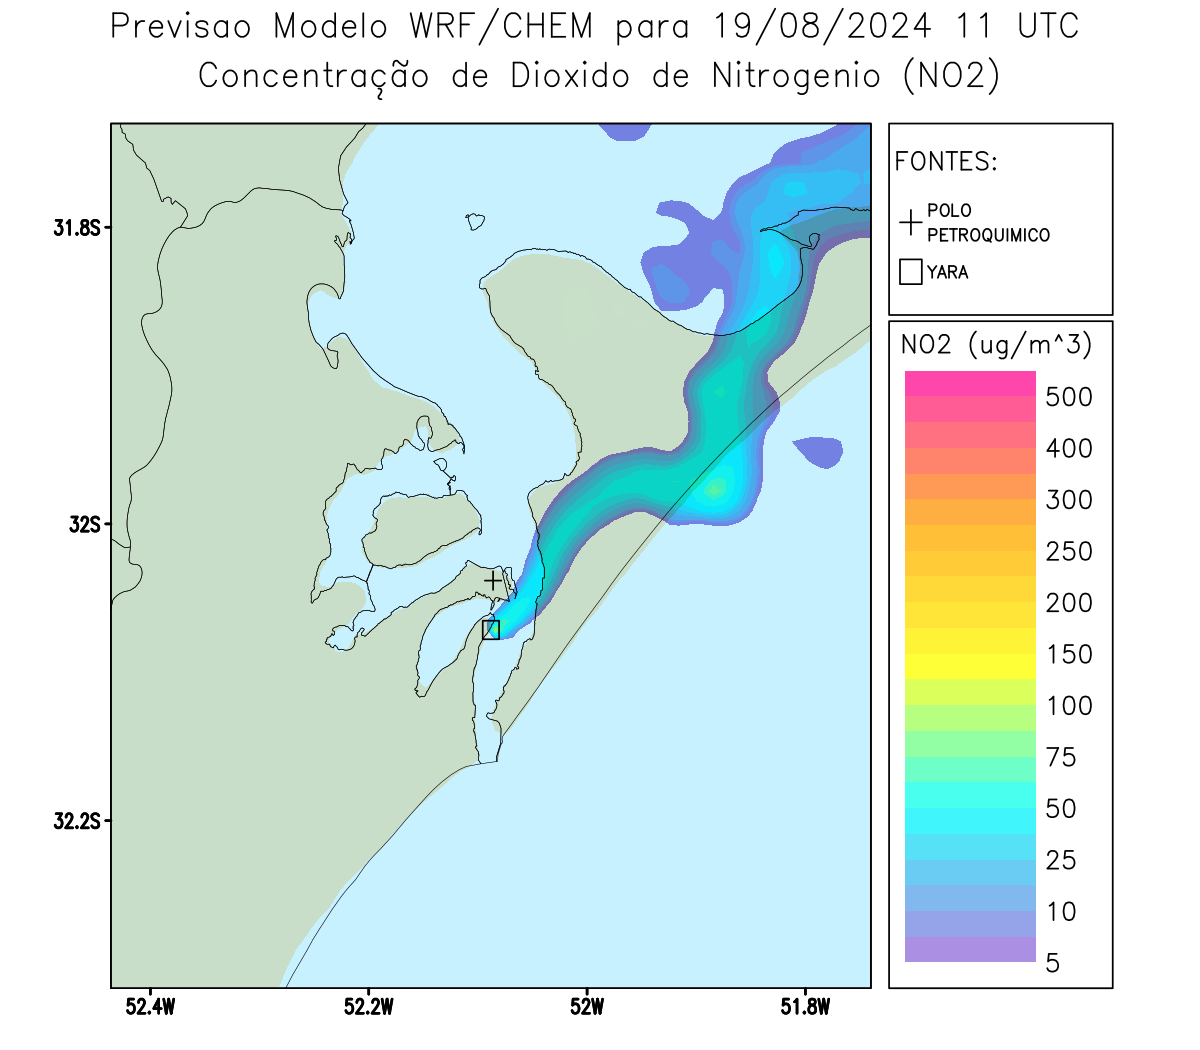 Previsao Modelo WRF/CHEM para 19/08/2024 11 UTC
Concentração de Dioxido de Nitrogenio (NO2)
FONTES:
POLO
PETROQUIMICO
YARA
31.8S
32S
32.2S
52.4W
52.2W
52W
51.8W
NO2 (ug/m^3)
500
400
300
250
200
150
100
75
50
25
10
5